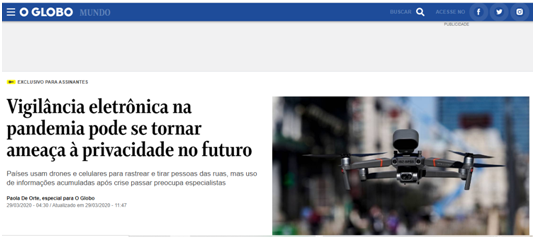 O GLOBO MUNDO BUSCAR ACESSE NO
PUBLICIDADE
EXCLUSIVO PARA ASSINANTES
Vigilância eletrônica na
pandemia pode se tornar
ameaça à privacidade no futuro
Países usam drones e celulares para rastrear e tirar pessoas das ruas, mas uso
de informações acumuladas após crise passar preocupa especialistas
Paola De Orte, especial para O Globo
29/03/2020 - 04:30 / Atualizado em 29/03/2020 - 11:47